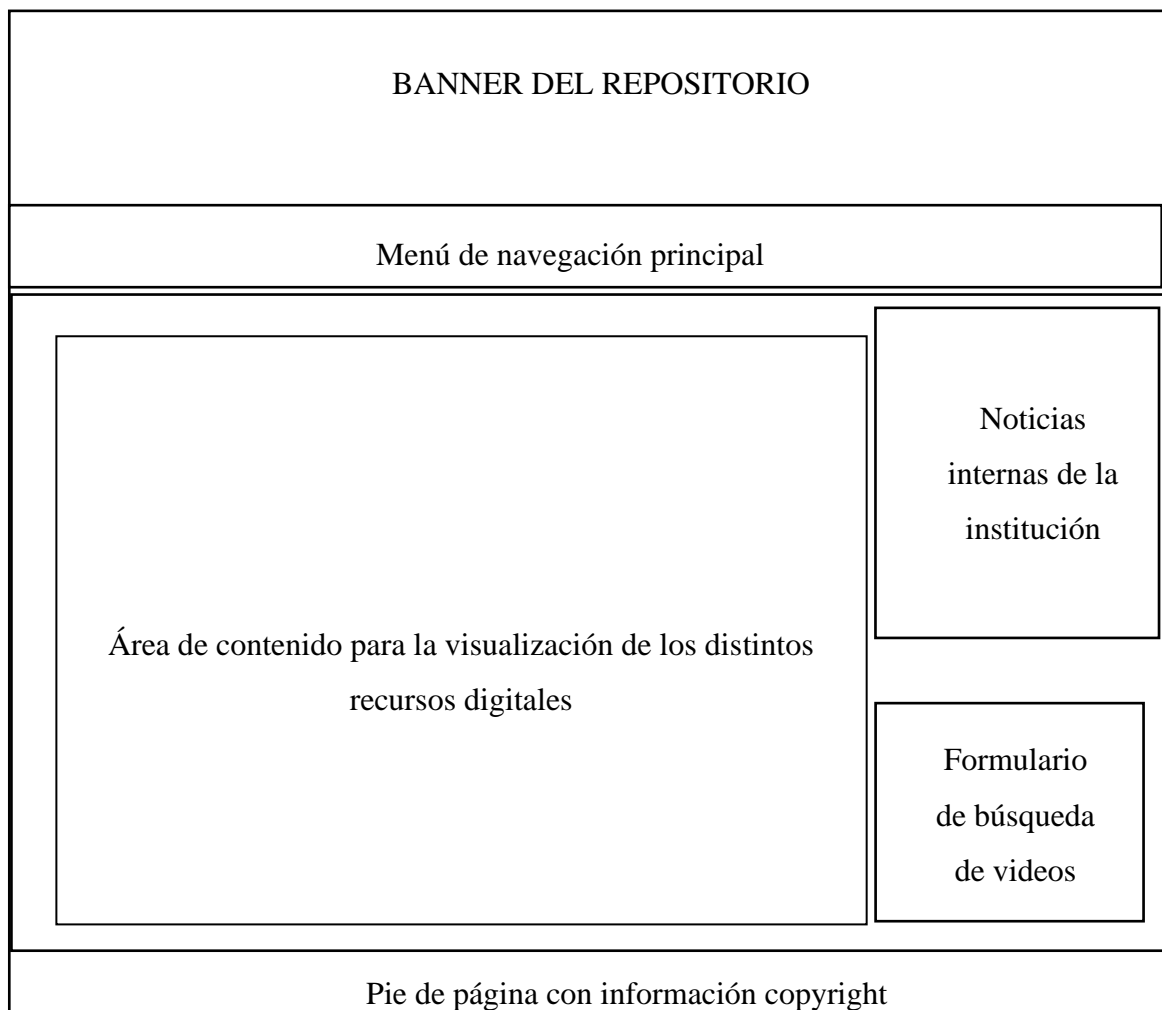 BANNER DEL REPOSITORIO
Menú de navegación principal
Noticias
internas de la
institución
Área de contenido para la visualización de los distintos
recursos digitales
Formulario
de búsqueda
de videos
Pie de página con información copyright